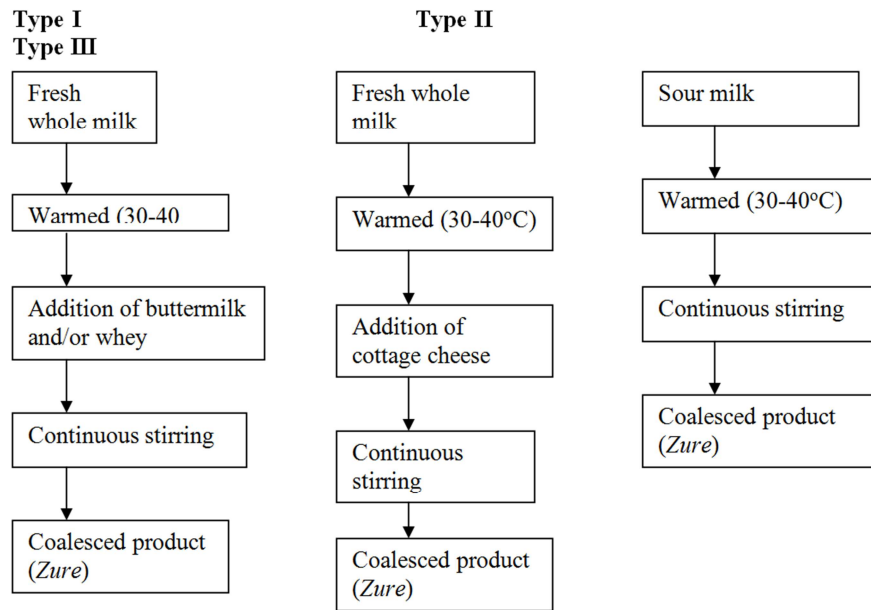 Type I
Type III
Type II
Fresh
whole milk
Warmed (30-40
Addition of buttermilk
and/or whey
Continuous stirring
Coalesced product
(Zure)
Fresh whole
milk
Warmed (30-40°C)
Addition of
cottage cheese
Continuous
stirring
Coalesced product
(Zure)
Sour milk
Warmed (30-40°C)
Continuous stirring
Coalesced product
(Zure)